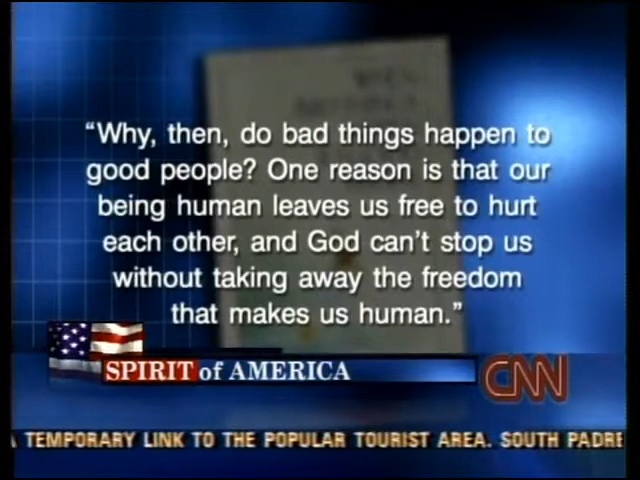 “Why, then, do bad things happen to
good people? One reason is that our
being human leaves us free to hurt
each other, and God can’t stop us
without taking away the freedom
that makes us human.”
SPIRIT of AMERICA
CNN
TEMPORARY LINK TO THE POPULAR TOURIST AREA. SOUTH PADRE